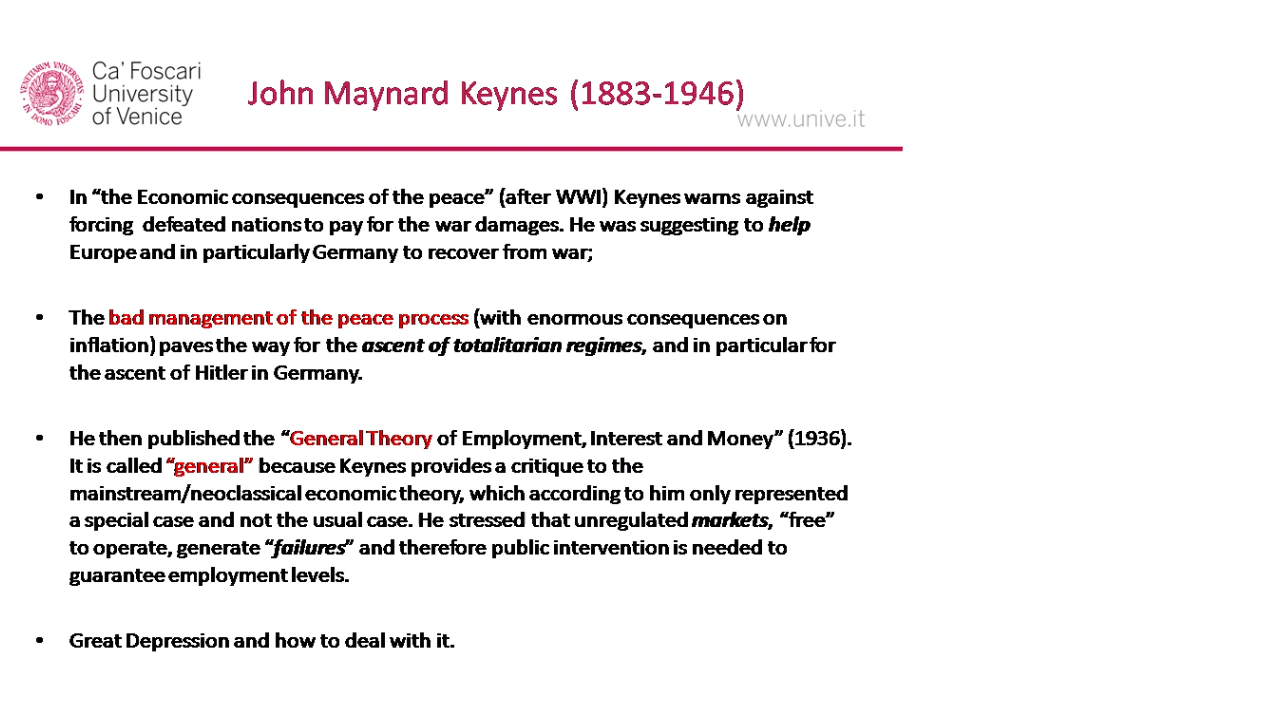 Ca' Foscari
University
of Venice
VENETIARUM UNIVERSITAS
IN DOMO FOSCARI
John Maynard Keynes (1883-1946)
www.unive.it
• In “the Economic consequences of the peace” (after WWI) Keynes warns against
forcing defeated nations to pay for the war damages. He was suggesting to help
Europe and in particularly Germany to recover from war;
• The bad management of the peace process (with enormous consequences on
inflation) paves the way for the ascent of totalitarian regimes, and in particular for
the ascent of Hitler in Germany.
• He then published the “General Theory of Employment, Interest and Money” (1936).
It is called “general” because Keynes provides a critique to the
mainstream/neoclassical economic theory, which according to him only represented
a special case and not the usual case. He stressed that unregulated markets, “free”
to operate, generate “failures” and therefore public intervention is needed to
guarantee employment levels.
• Great Depression and how to deal with it.